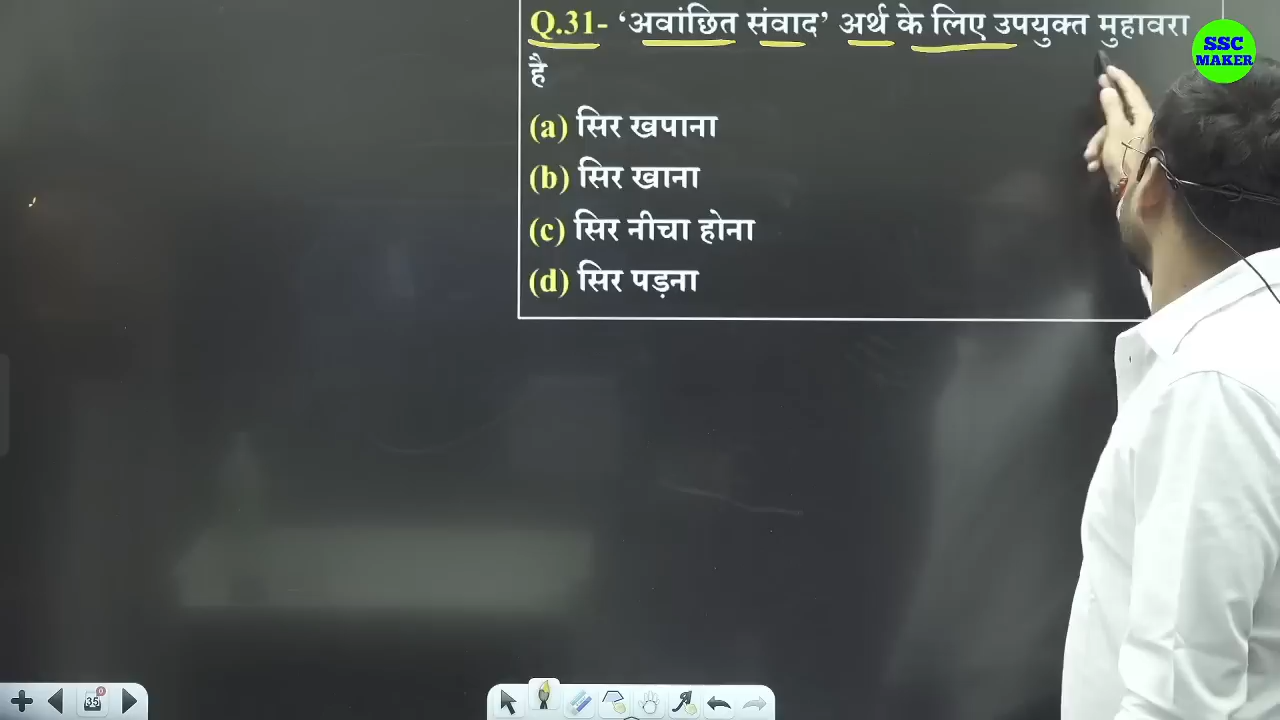 Q.31- ‘अवांछित संवाद’ अर्थ के लिए उपयुक्त मुहावरा
है
(a) सिर खपाना
(b) सिर खाना
(c) सिर नीचा होना
(d) सिर पड़ना
SSC
MAKER
35